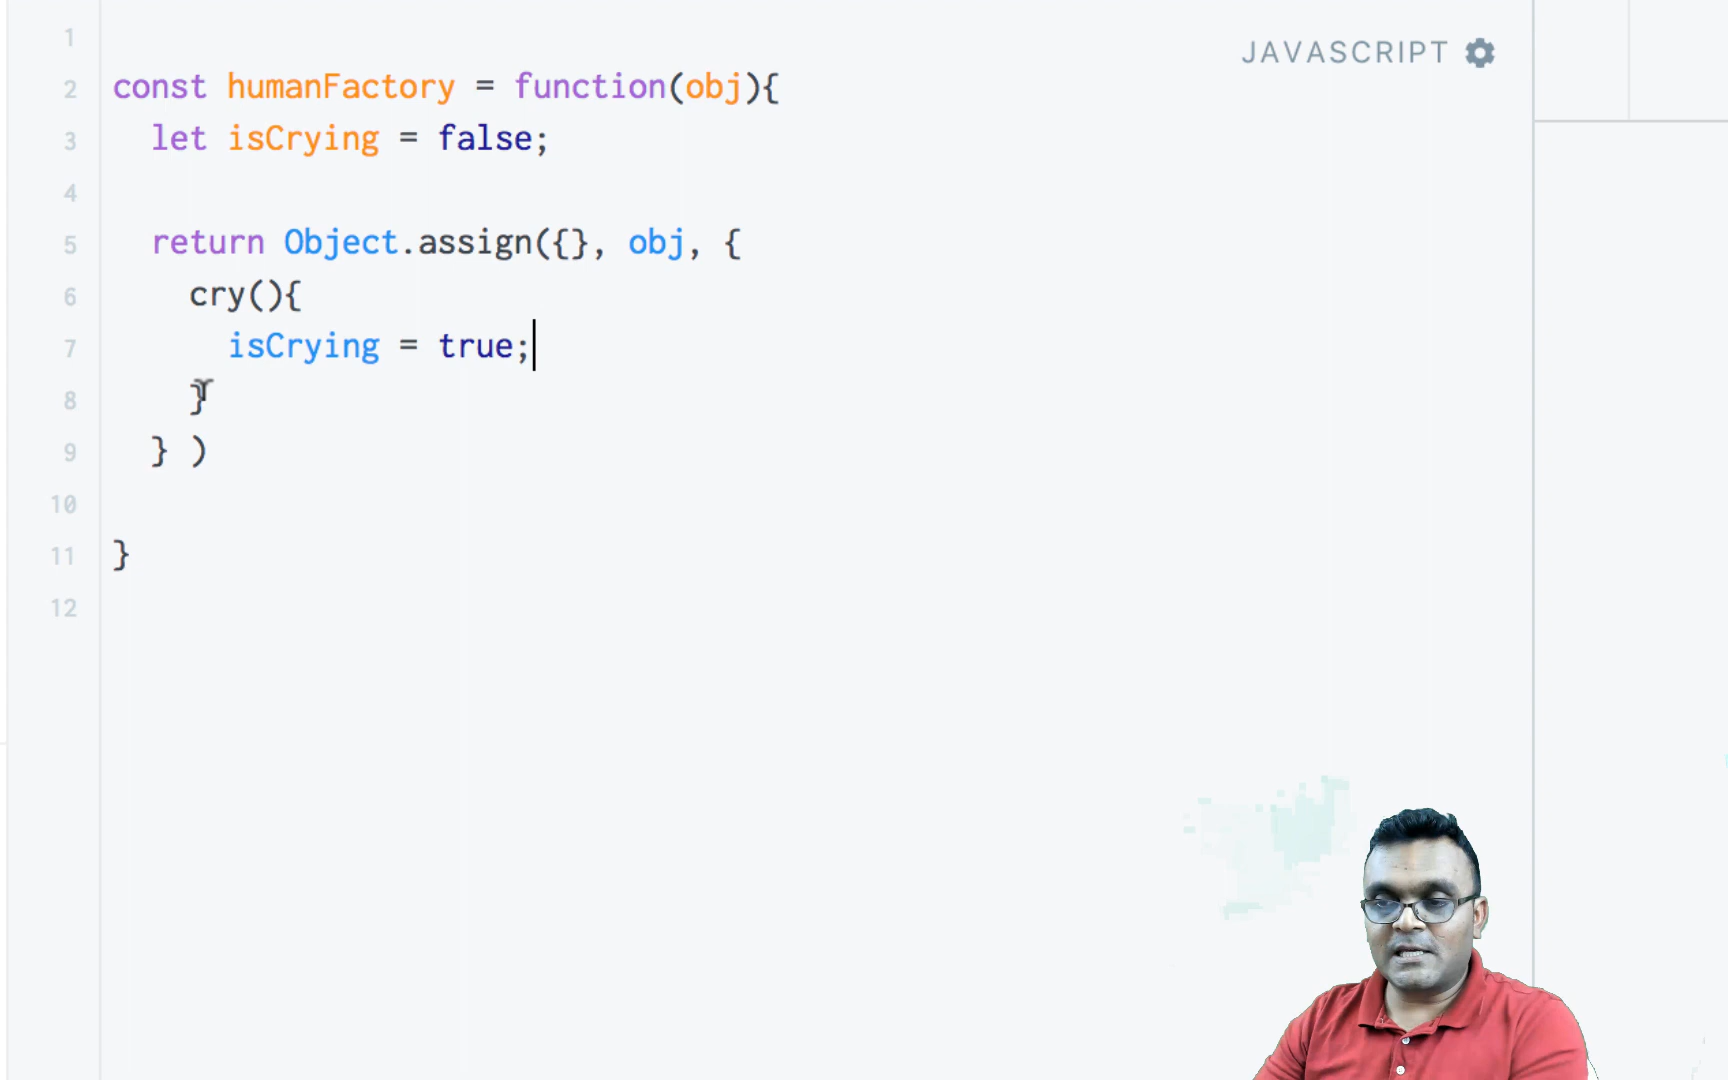 JAVASCRIPT
1
2 const humanFactory = function(obj){
3 let isCrying = false;
4
5 return Object.assign({}, obj, {
6 cry(){
7 isCrying = true;
8 }
9 } )
10
11 }
12